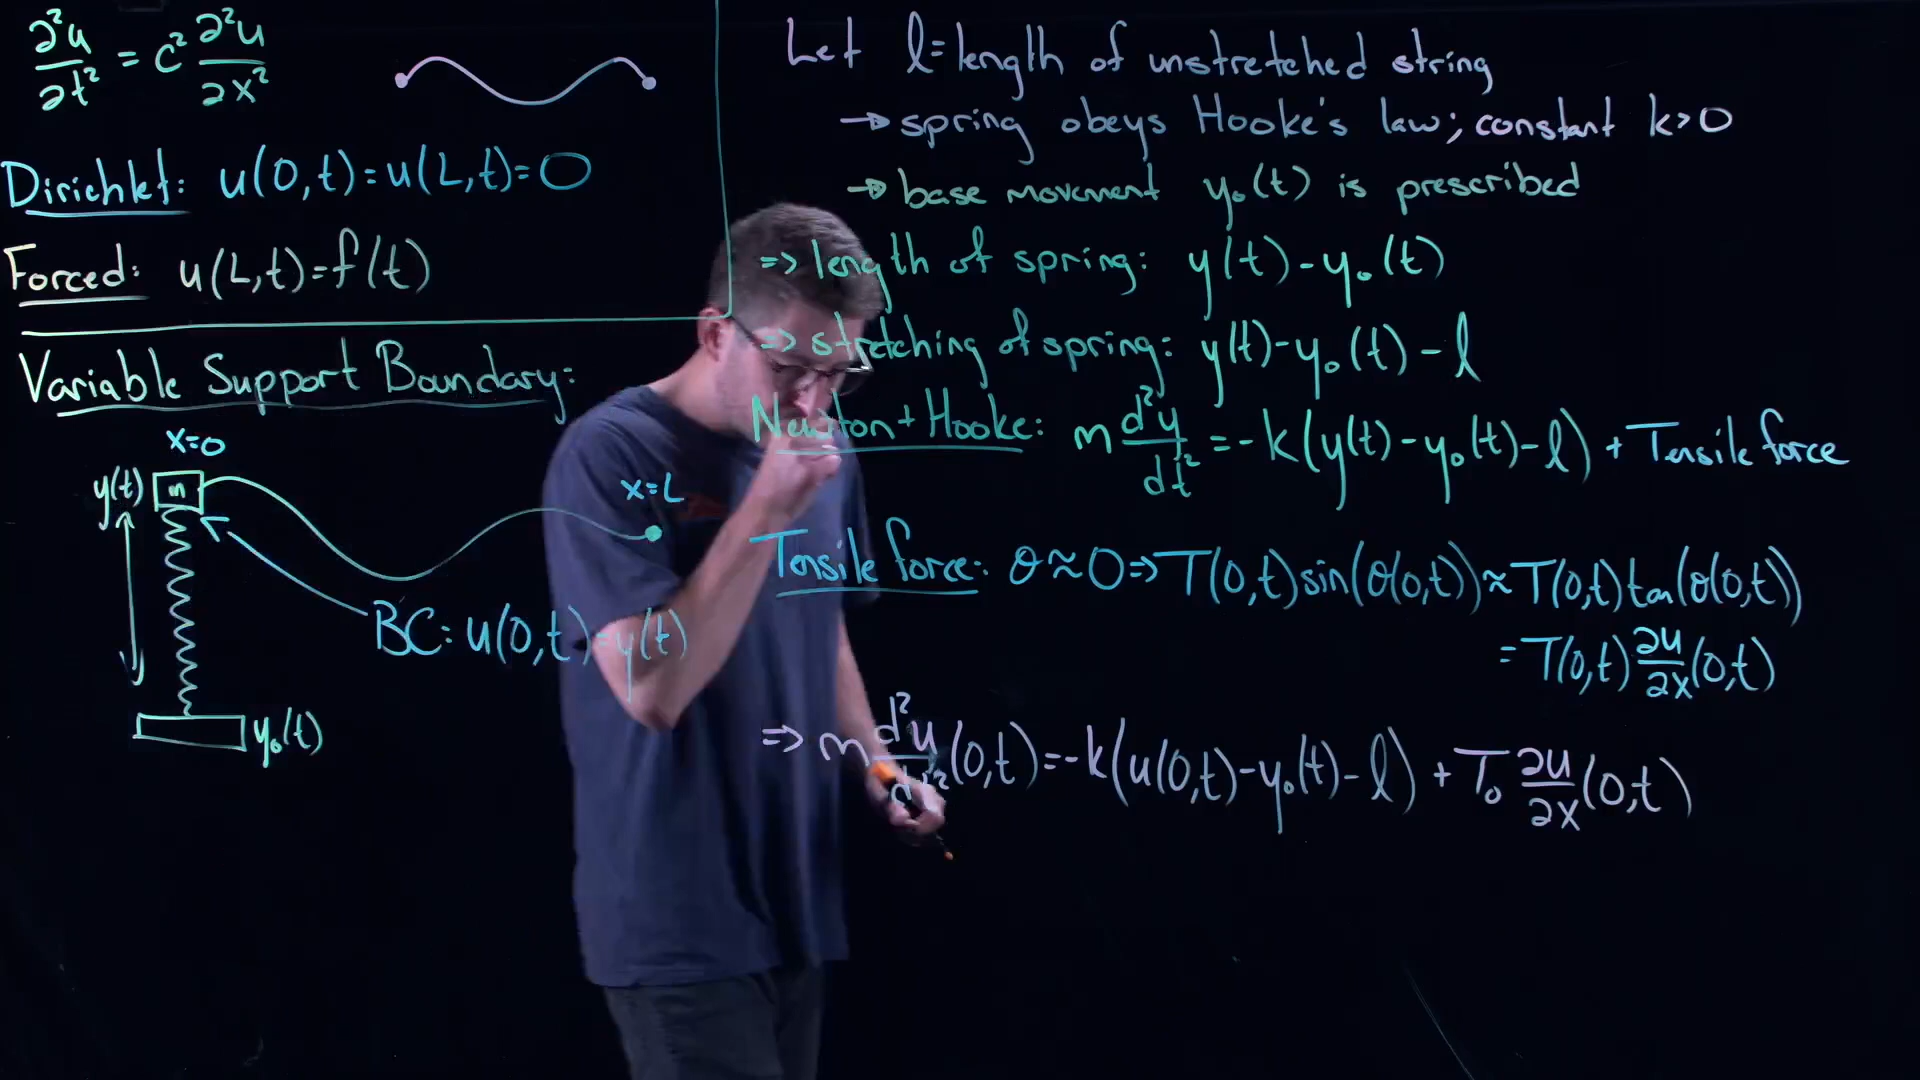 ∂²u/∂t² = c² ∂²u/∂x²
Dirichlet: u(0,t)=u(L,t)=0
Forced: u(L,t)=f(t)
Variable Support Boundary:
x=0
y(t)
m
x=L
BC: u(0,t)=y(t)
y₀(t)
Let l=length of unstretched string
→ spring obeys Hooke's law; constant k>0
→ base movement y₀(t) is prescribed
=> length of spring: y(t)-y₀(t)
=> stretching of spring: y(t)-y₀(t)-l
Newton+Hooke: m d²y/dt² = -k(y(t)-y₀(t)-l) + Tensile force
Tensile force: θ≈0 => T(0,t)sin(θ(0,t)) ≈ T(0,t)tan(θ(0,t))
= T(0,t) ∂u/∂x (0,t)
=> m d²u/dt² (0,t) = -k(u(0,t)-y₀(t)-l) + T₀ ∂u/∂x (0,t)